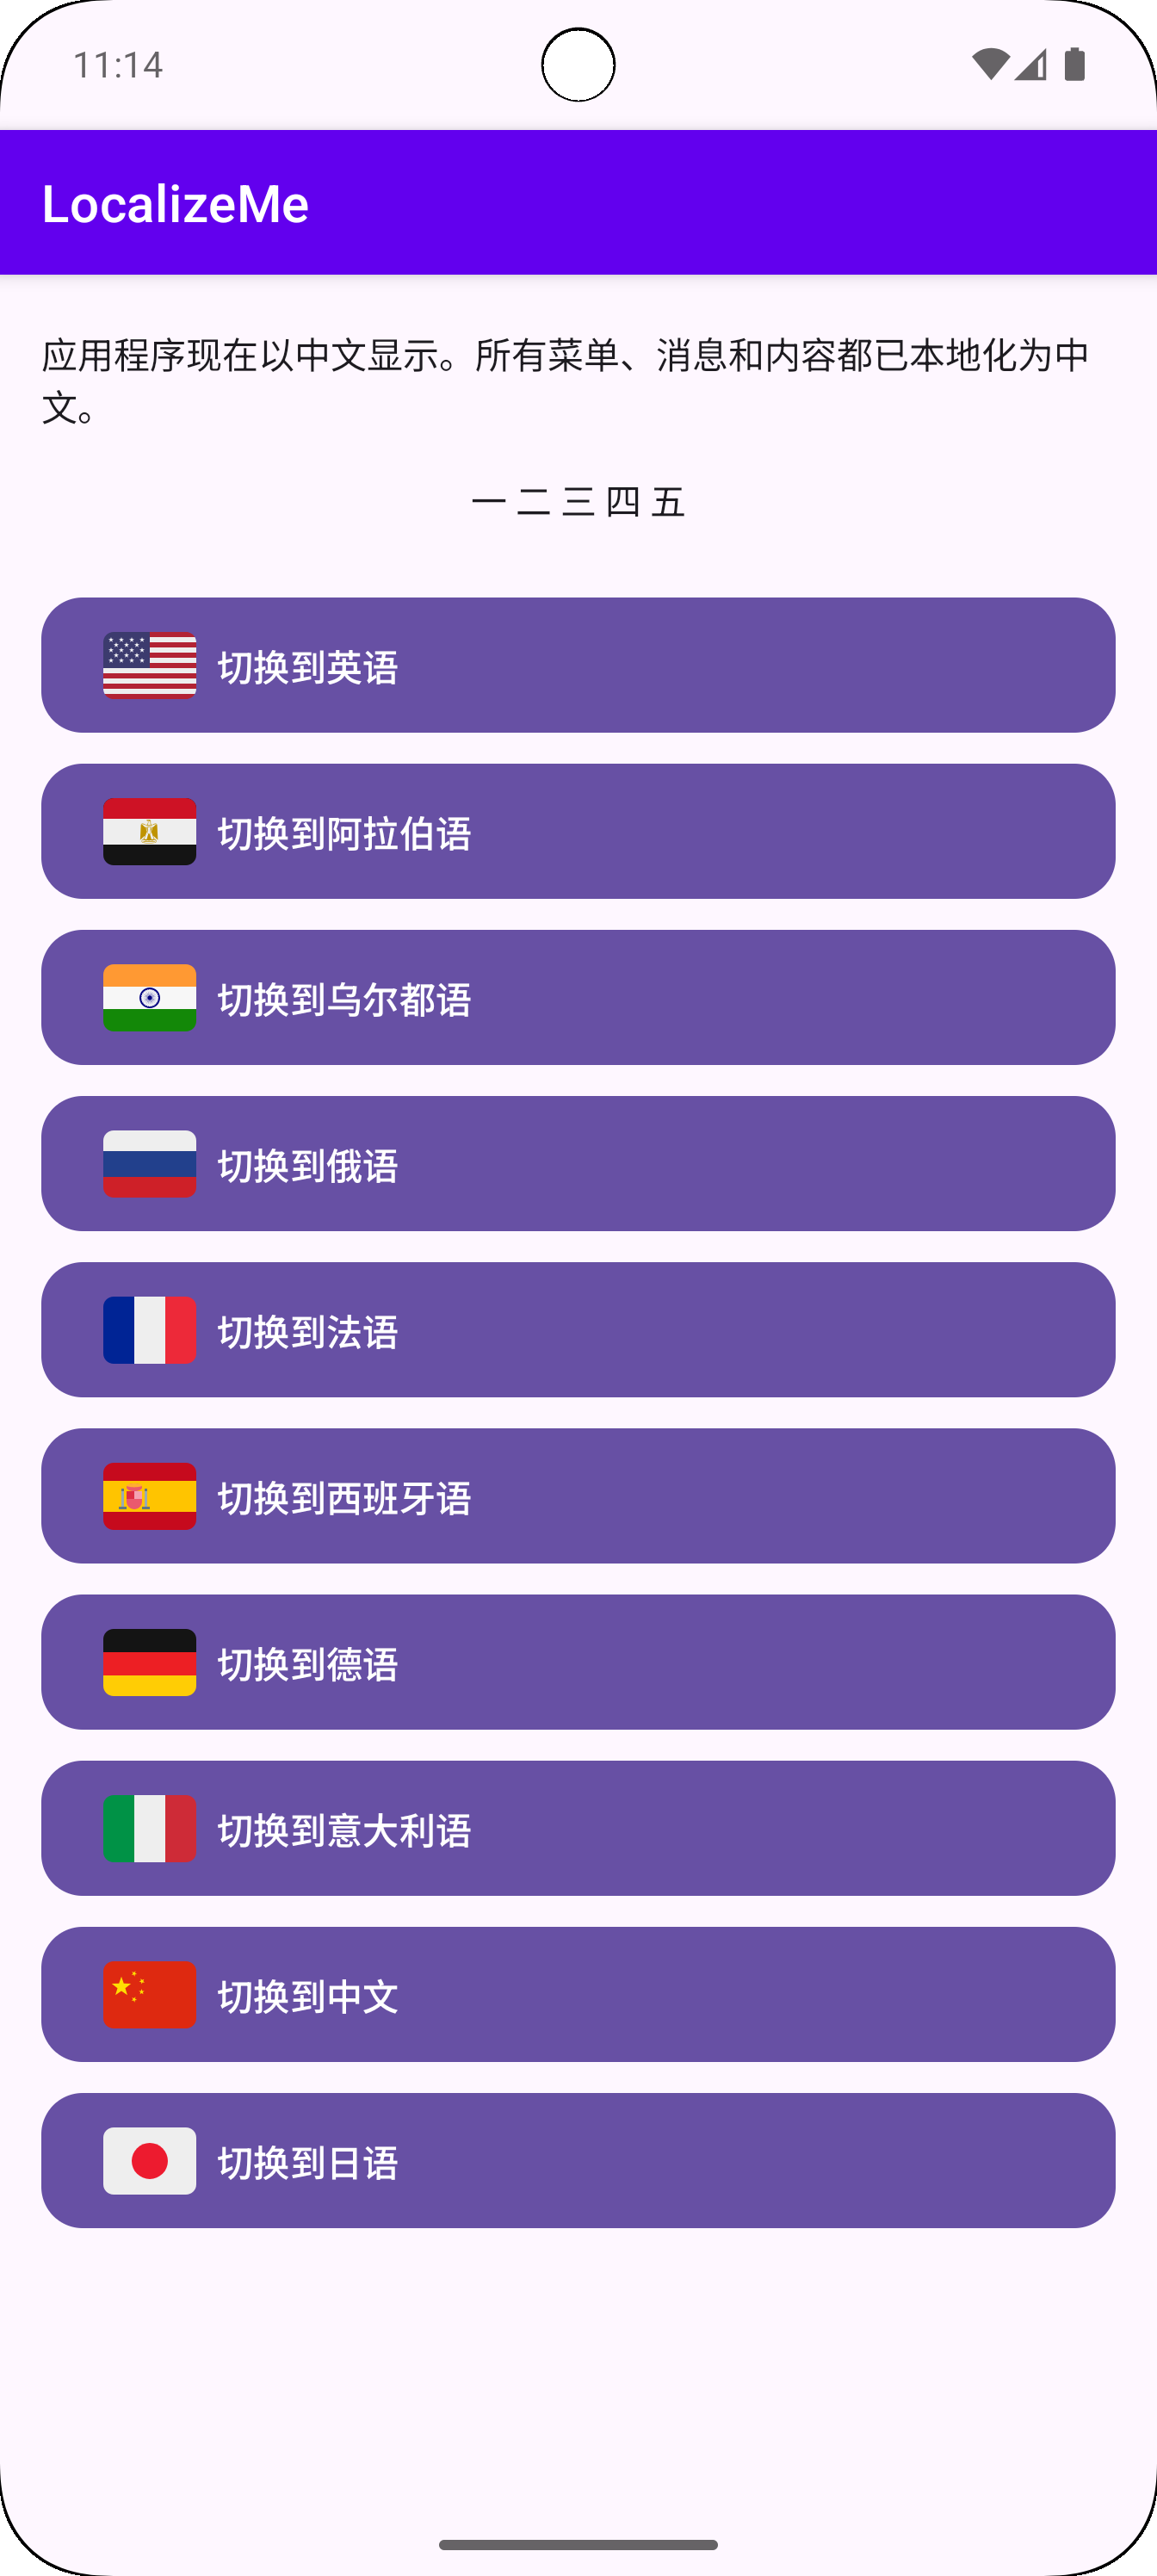 11:14
LocalizeMe
应用程序现在以中文显示。所有菜单、消息和内容都已本地化为中
文。
一 二 三 四 五
切换到英语
切换到阿拉伯语
切换到乌尔都语
切换到俄语
切换到法语
切换到西班牙语
切换到德语
切换到意大利语
切换到中文
切换到日语